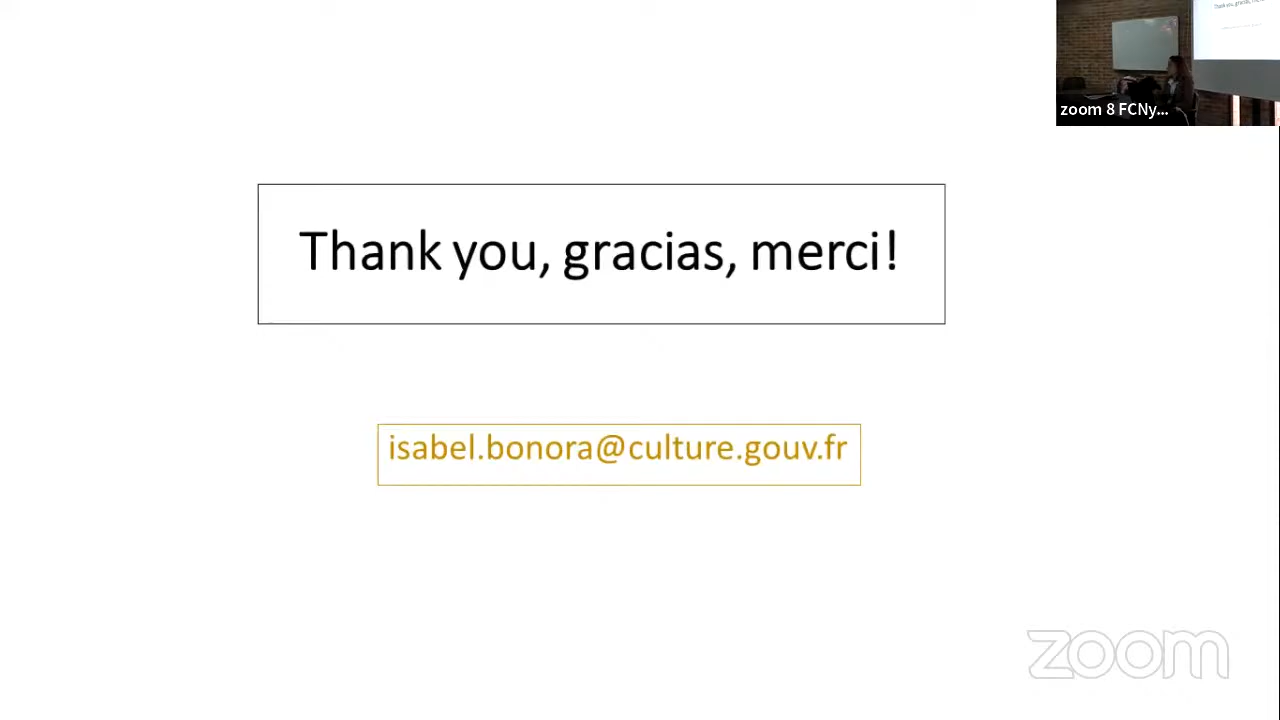 zoom 8 FCNy...
Thank you, gracias, merci!
isabel.bonora@culture.gouv.fr
zoom